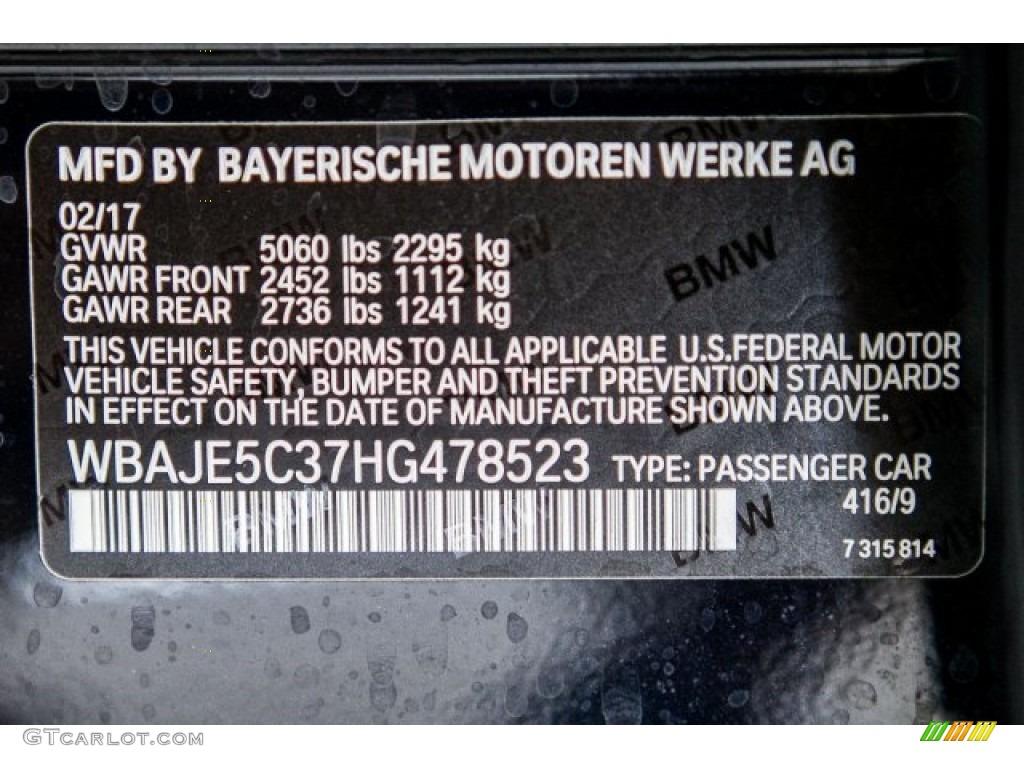 MFD BY BAYERISCHE MOTOREN WERKE AG
02/17
GVWR 5060 lbs 2295 kg
GAWR FRONT 2452 lbs 1112 kg
GAWR REAR 2736 lbs 1241 kg
BMW
THIS VEHICLE CONFORMS TO ALL APPLICABLE U.S.FEDERAL MOTOR
VEHICLE SAFETY, BUMPER AND THEFT PREVENTION STANDARDS
IN EFFECT ON THE DATE OF MANUFACTURE SHOWN ABOVE.
WBAJE5C37HG478523 TYPE: PASSENGER CAR
416/9
7 315 814
GTCarlot.com